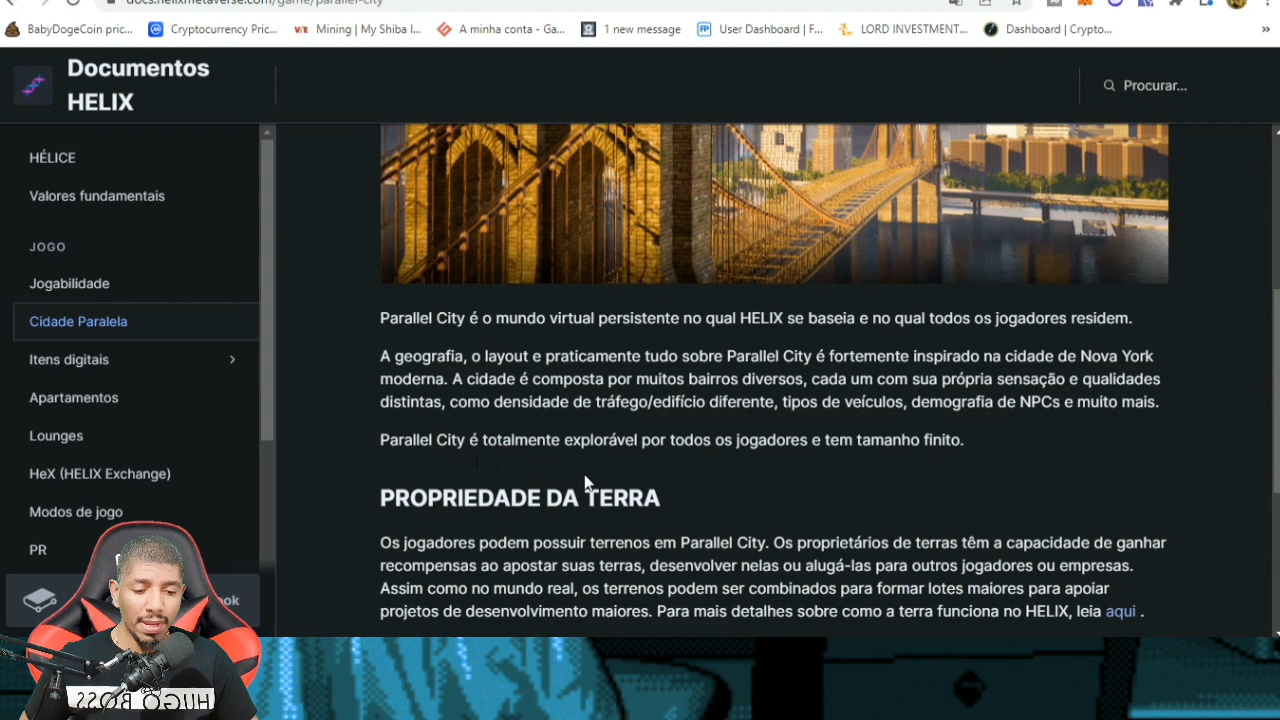 docs.helixmetaverse.com/game/parallel-city
BabyDogeCoin pric...
Cryptocurrency Pric...
Mining | My Shiba I...
A minha conta - Ga...
1 new message
User Dashboard | F...
LORD INVESTMENT...
Dashboard | Crypto...
»
Documentos
HELIX
Procurar...
HÉLICE
Valores fundamentais
JOGO
Jogabilidade
Cidade Paralela
Itens digitais
Apartamentos
Lounges
HeX (HELIX Exchange)
Modos de jogo
PR
ook
Parallel City é o mundo virtual persistente no qual HELIX se baseia e no qual todos os jogadores residem.
A geografia, o layout e praticamente tudo sobre Parallel City é fortemente inspirado na cidade de Nova York
moderna. A cidade é composta por muitos bairros diversos, cada um com sua própria sensação e qualidades
distintas, como densidade de tráfego/edifício diferente, tipos de veículos, demografia de NPCs e muito mais.
Parallel City é totalmente explorável por todos os jogadores e tem tamanho finito.
PROPRIEDADE DA TERRA
Os jogadores podem possuir terrenos em Parallel City. Os proprietários de terras têm a capacidade de ganhar
recompensas ao apostar suas terras, desenvolver nelas ou alugá-las para outros jogadores ou empresas.
Assim como no mundo real, os terrenos podem ser combinados para formar lotes maiores para apoiar
projetos de desenvolvimento maiores. Para mais detalhes sobre como a terra funciona no HELIX, leia aqui .
HUGO BOSS